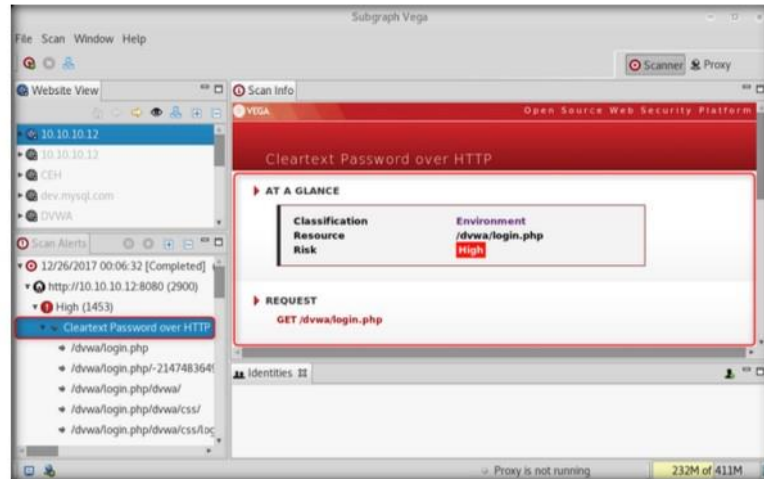 Subgraph Vega
File Scan Window Help
Scanner Proxy
Website View
10.10.10.12
10.10.10.12
CEH
dev.mysql.com
DVWA
Scan Alerts
12/26/2017 00:06:32 [Completed]
http://10.10.10.12:8080 (2900)
High (1453)
Cleartext Password over HTTP
/dvwa/login.php
/dvwa/login.php/-214748364
/dvwa/login.php/dvwa/
/dvwa/login.php/dvwa/css/
/dvwa/login.php/dvwa/css/log
Scan Info
VEGA Open Source Web Security Platform
Cleartext Password over HTTP
AT A GLANCE
Classification Environment
Resource /dvwa/login.php
Risk High
REQUEST
GET /dvwa/login.php
Identities
Proxy is not running 232M of 411M